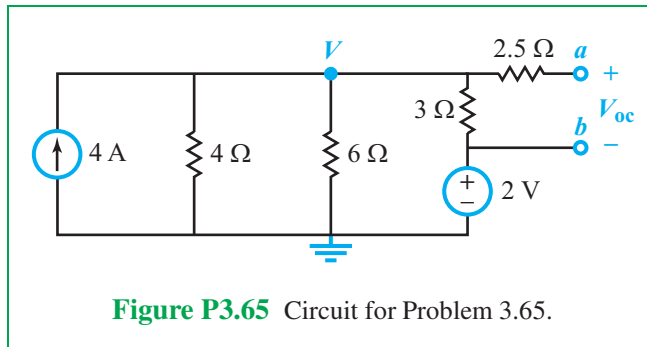 V
2.5 Ω a
+
3 Ω
V_oc
b
−
4 A
4 Ω
6 Ω
+
−
2 V
Figure P3.65 Circuit for Problem 3.65.